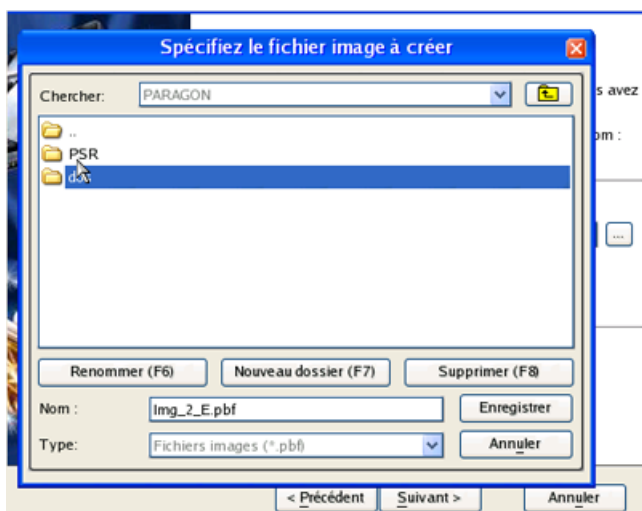 Spécifiez le fichier image à créer
Chercher: PARAGON
s avez
om :
..
PSR
...
Renommer (F6) Nouveau dossier (F7) Supprimer (F8)
Nom : Img_2_E.pbf Enregistrer
Type: Fichiers images (*.pbf) Annuler
< Précédent Suivant > Annuler